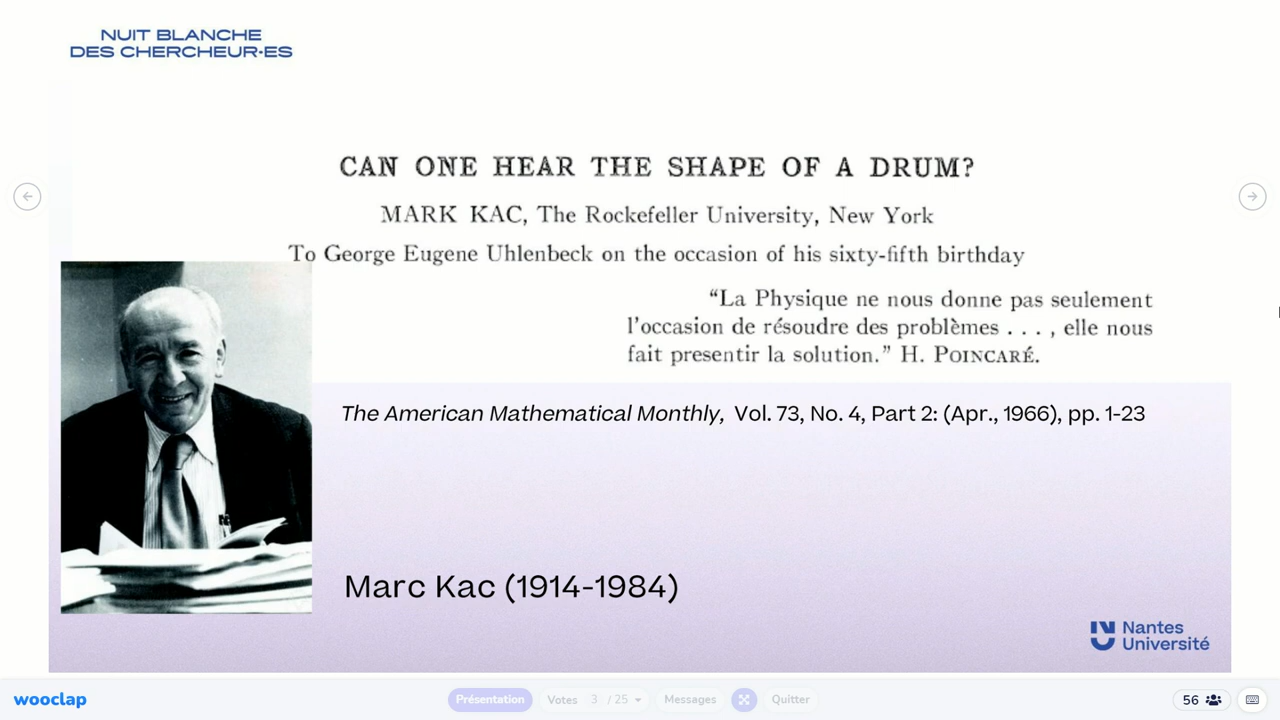 NUIT BLANCHE
DES CHERCHEUR·ES
CAN ONE HEAR THE SHAPE OF A DRUM?
MARK KAC, The Rockefeller University, New York
To George Eugene Uhlenbeck on the occasion of his sixty-fifth birthday
“La Physique ne nous donne pas seulement
l’occasion de résoudre des problèmes . . . , elle nous
fait presentir la solution.” H. POINCARÉ.
The American Mathematical Monthly, Vol. 73, No. 4, Part 2: (Apr., 1966), pp. 1-23
Marc Kac (1914-1984)
Nantes
Université
wooclap
Présentation
Votes 3 / 25
Messages
Quitter
56